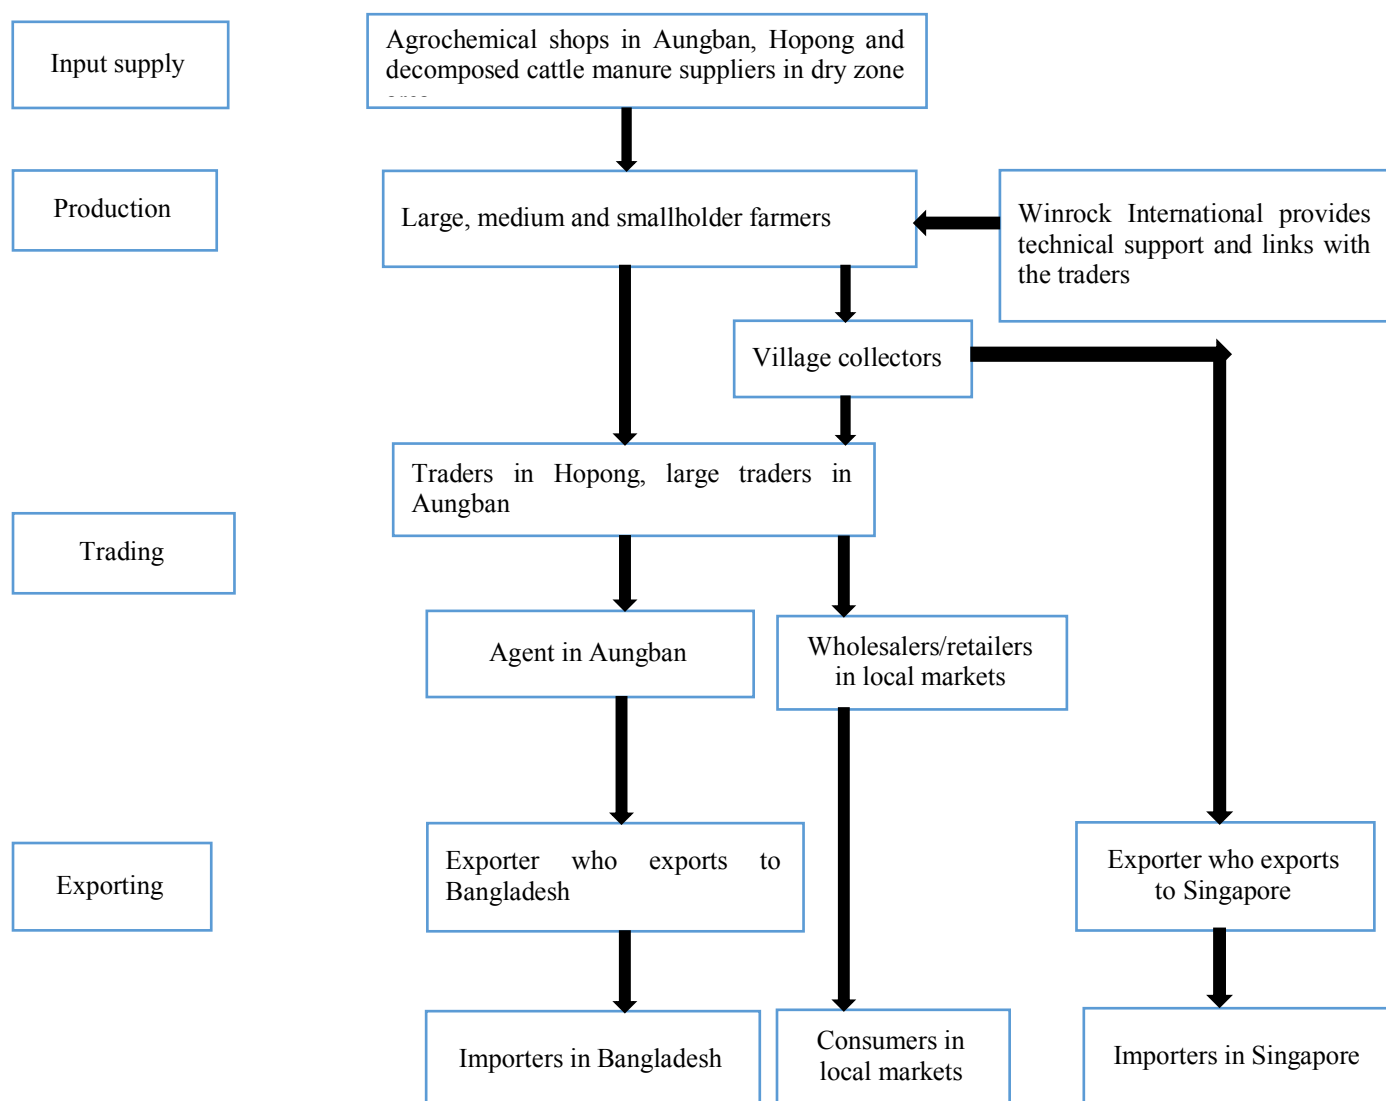 Input supply
Agrochemical shops in Aungban, Hopong and
decomposed cattle manure suppliers in dry zone
Production
Large, medium and smallholder farmers
Winrock International provides
technical support and links with
the traders
Village collectors
Traders in Hopong, large traders in
Aungban
Trading
Agent in Aungban
Wholesalers/retailers
in local markets
Exporting
Exporter who exports to
Bangladesh
Exporter who exports
to Singapore
Importers in Bangladesh
Consumers in
local markets
Importers in Singapore